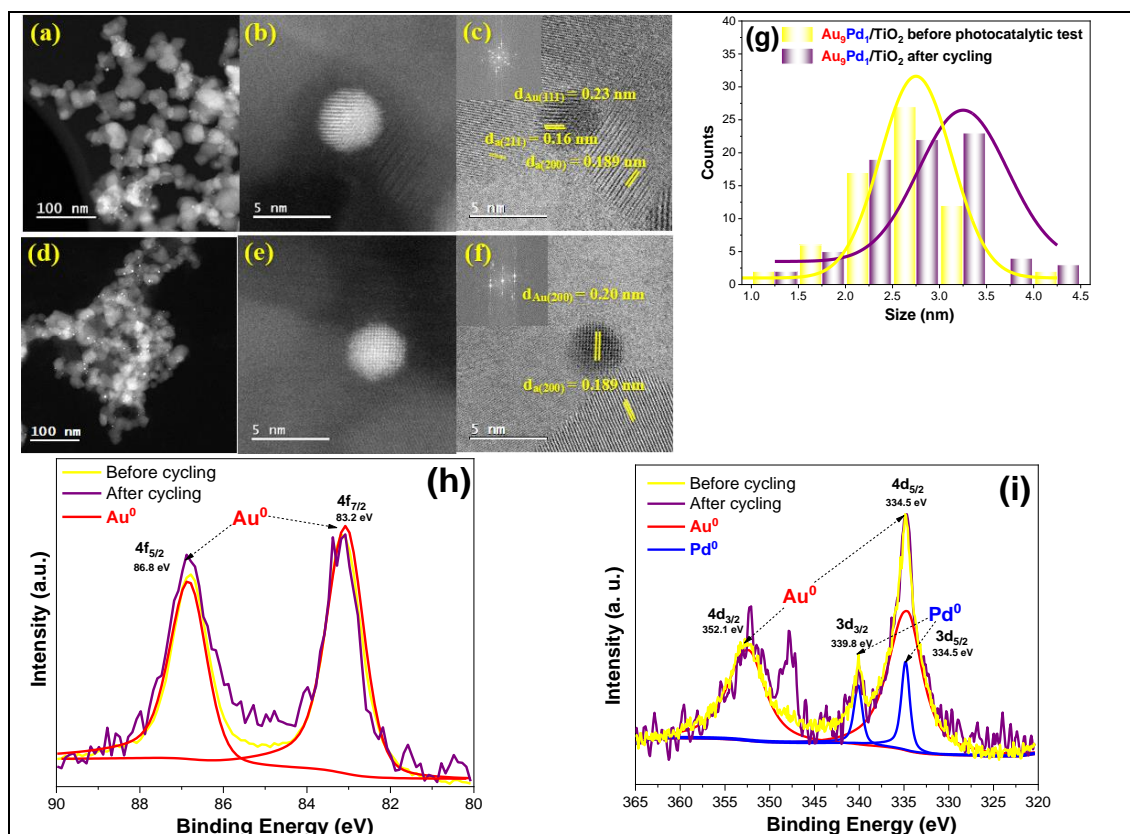 (a)
100 nm
(b)
5 nm
(c)
d Au(111) = 0.23 nm
d a(211) = 0.16 nm
d a(200) = 0.189 nm
5 nm
(d)
100 nm
(e)
5 nm
(f)
d Au(200) = 0.20 nm
d a(200) = 0.189 nm
5 nm
(g)
Au₉Pd₁/TiO₂ before photocatalytic test
Au₉Pd₁/TiO₂ after cycling
Counts
40
35
30
25
20
15
10
5
0
1.0 1.5 2.0 2.5 3.0 3.5 4.0 4.5
Size (nm)
(h)
Before cycling
After cycling
Au⁰
Au⁰
4f₇/₂
83.2 eV
4f₅/₂
86.8 eV
Intensity (a.u.)
90 88 86 84 82 80
Binding Energy (eV)
(i)
Before cycling
After cycling
Au⁰
Pd⁰
4d₅/₂
334.5 eV
Au⁰
4d₃/₂
352.1 eV
3d₃/₂
339.8 eV
Pd⁰
3d₅/₂
334.5 eV
Intensity (a. u.)
365 360 355 350 345 340 335 330 325 320
Binding Energy (eV)